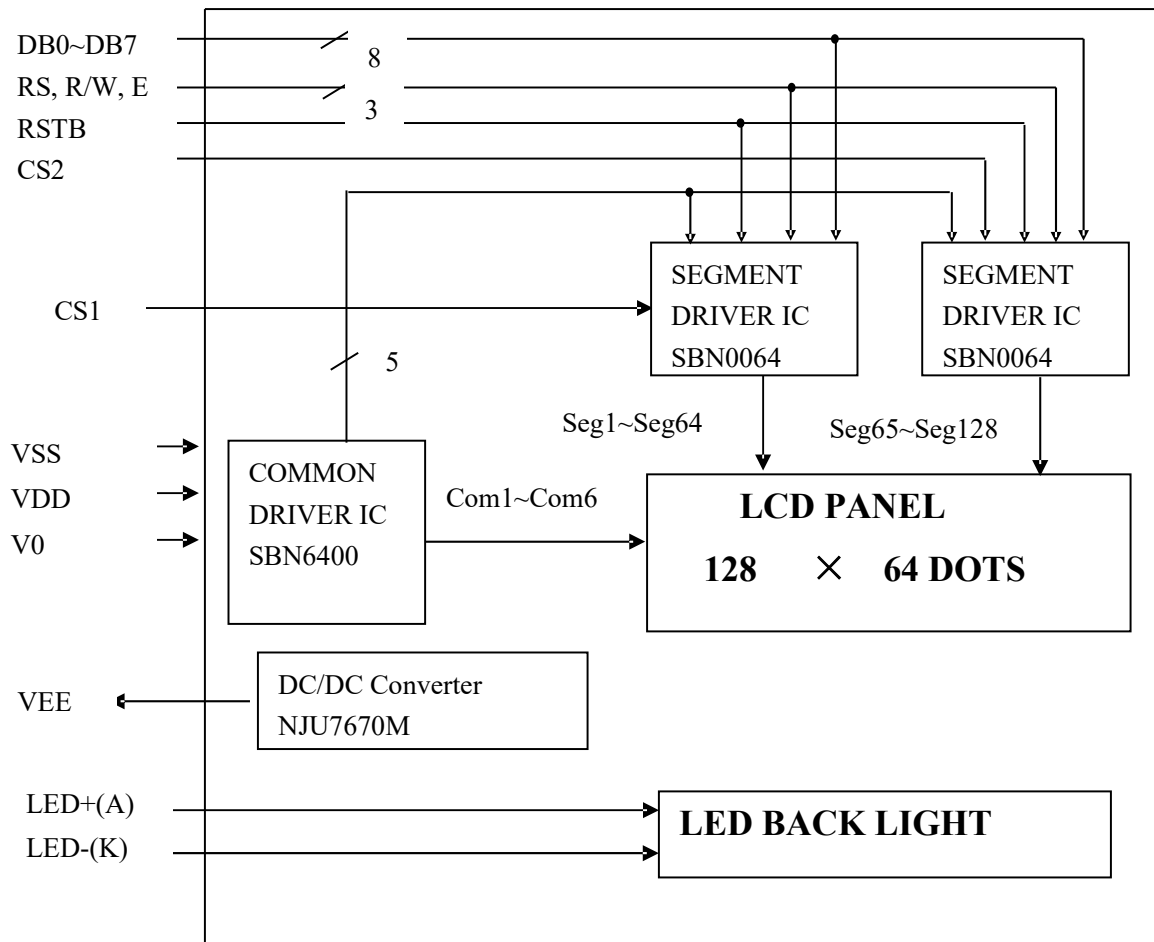 DB0~DB7
8
RS, R/W, E
3
RSTB
CS2
SEGMENT
DRIVER IC
SBN0064
SEGMENT
DRIVER IC
SBN0064
CS1
5
Seg1~Seg64
Seg65~Seg128
VSS
VDD
V0
COMMON
DRIVER IC
SBN6400
Com1~Com6
LCD PANEL
128 × 64 DOTS
VEE
DC/DC Converter
NJU7670M
LED+(A)
LED-(K)
LED BACK LIGHT